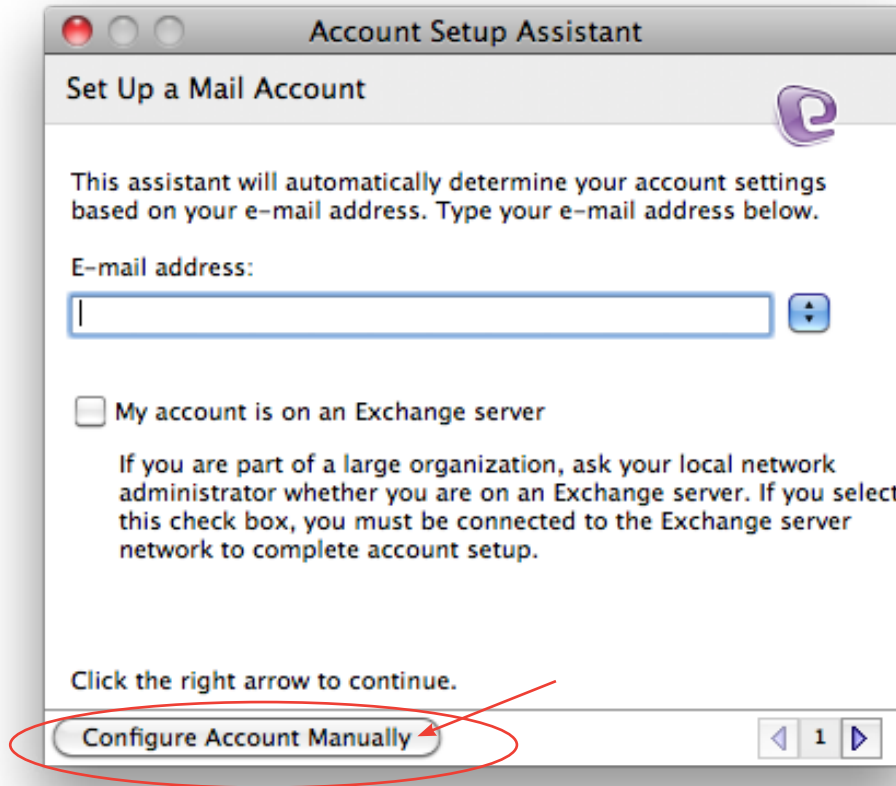 Account Setup Assistant
Set Up a Mail Account
This assistant will automatically determine your account settings
based on your e-mail address. Type your e-mail address below.
E-mail address:
My account is on an Exchange server
If you are part of a large organization, ask your local network
administrator whether you are on an Exchange server. If you select
this check box, you must be connected to the Exchange server
network to complete account setup.
Click the right arrow to continue.
Configure Account Manually
1